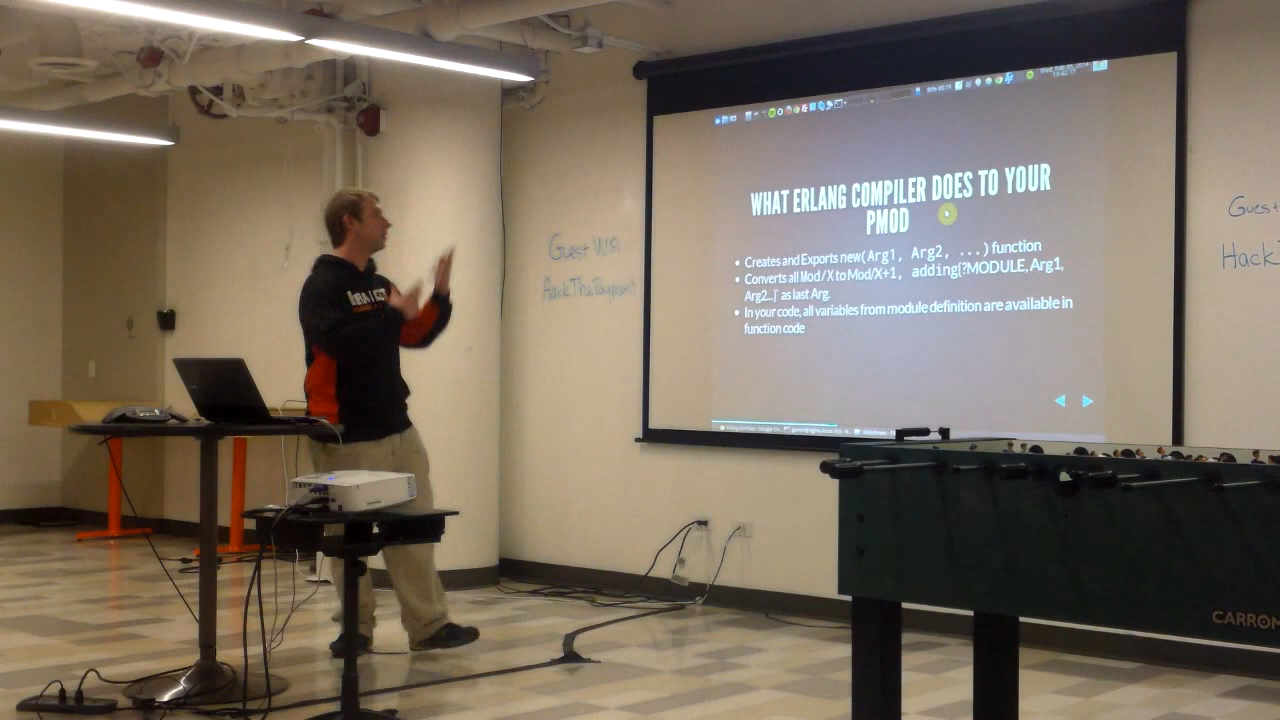 WHAT ERLANG COMPILER DOES TO YOUR
PMOD
• Creates and Exports new(Arg1, Arg2, ...) function
• Converts all Mod/X to Mod/X+1, adding[?MODULE, Arg1,
Arg2..]` as last Arg.
• In your code, all variables from module definition are available in
function code
Guest Wifi
HackThePayment
Guest
Hack
CARROM